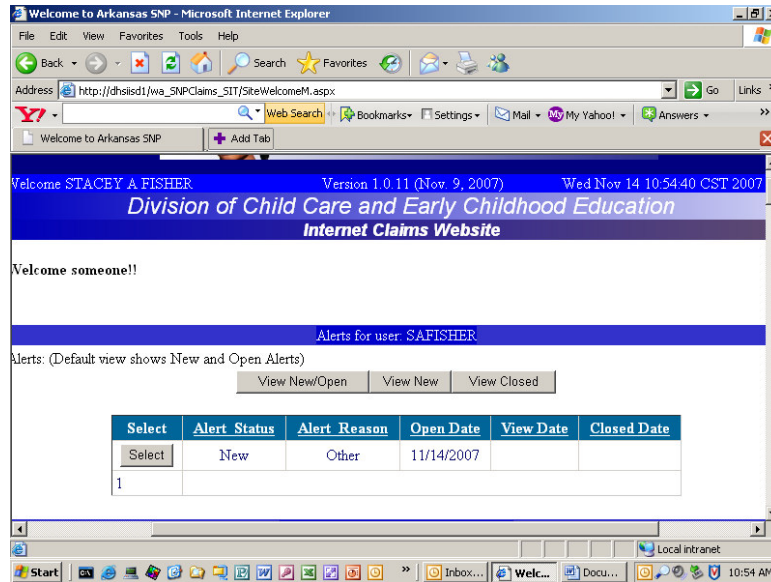 Welcome to Arkansas SNP - Microsoft Internet Explorer
File Edit View Favorites Tools Help
Back Search Favorites
Address http://dhsiisd1/wa_SNPClaims_SIT/SiteWelcomeM.aspx Go Links
Y! Web Search Bookmarks Settings Mail My My Yahoo! Answers »
Welcome to Arkansas SNP Add Tab
Welcome STACEY A FISHER Version 1.0.11 (Nov. 9, 2007) Wed Nov 14 10:54:40 CST 2007
Division of Child Care and Early Childhood Education
Internet Claims Website
Welcome someone!!
Alerts for user: SAFISHER
Alerts: (Default view shows New and Open Alerts)
View New/Open View New View Closed
Select Alert Status Alert Reason Open Date View Date Closed Date
Select New Other 11/14/2007
1
Local intranet
Start » Inbox... Welc... Docu... 10:54 AM